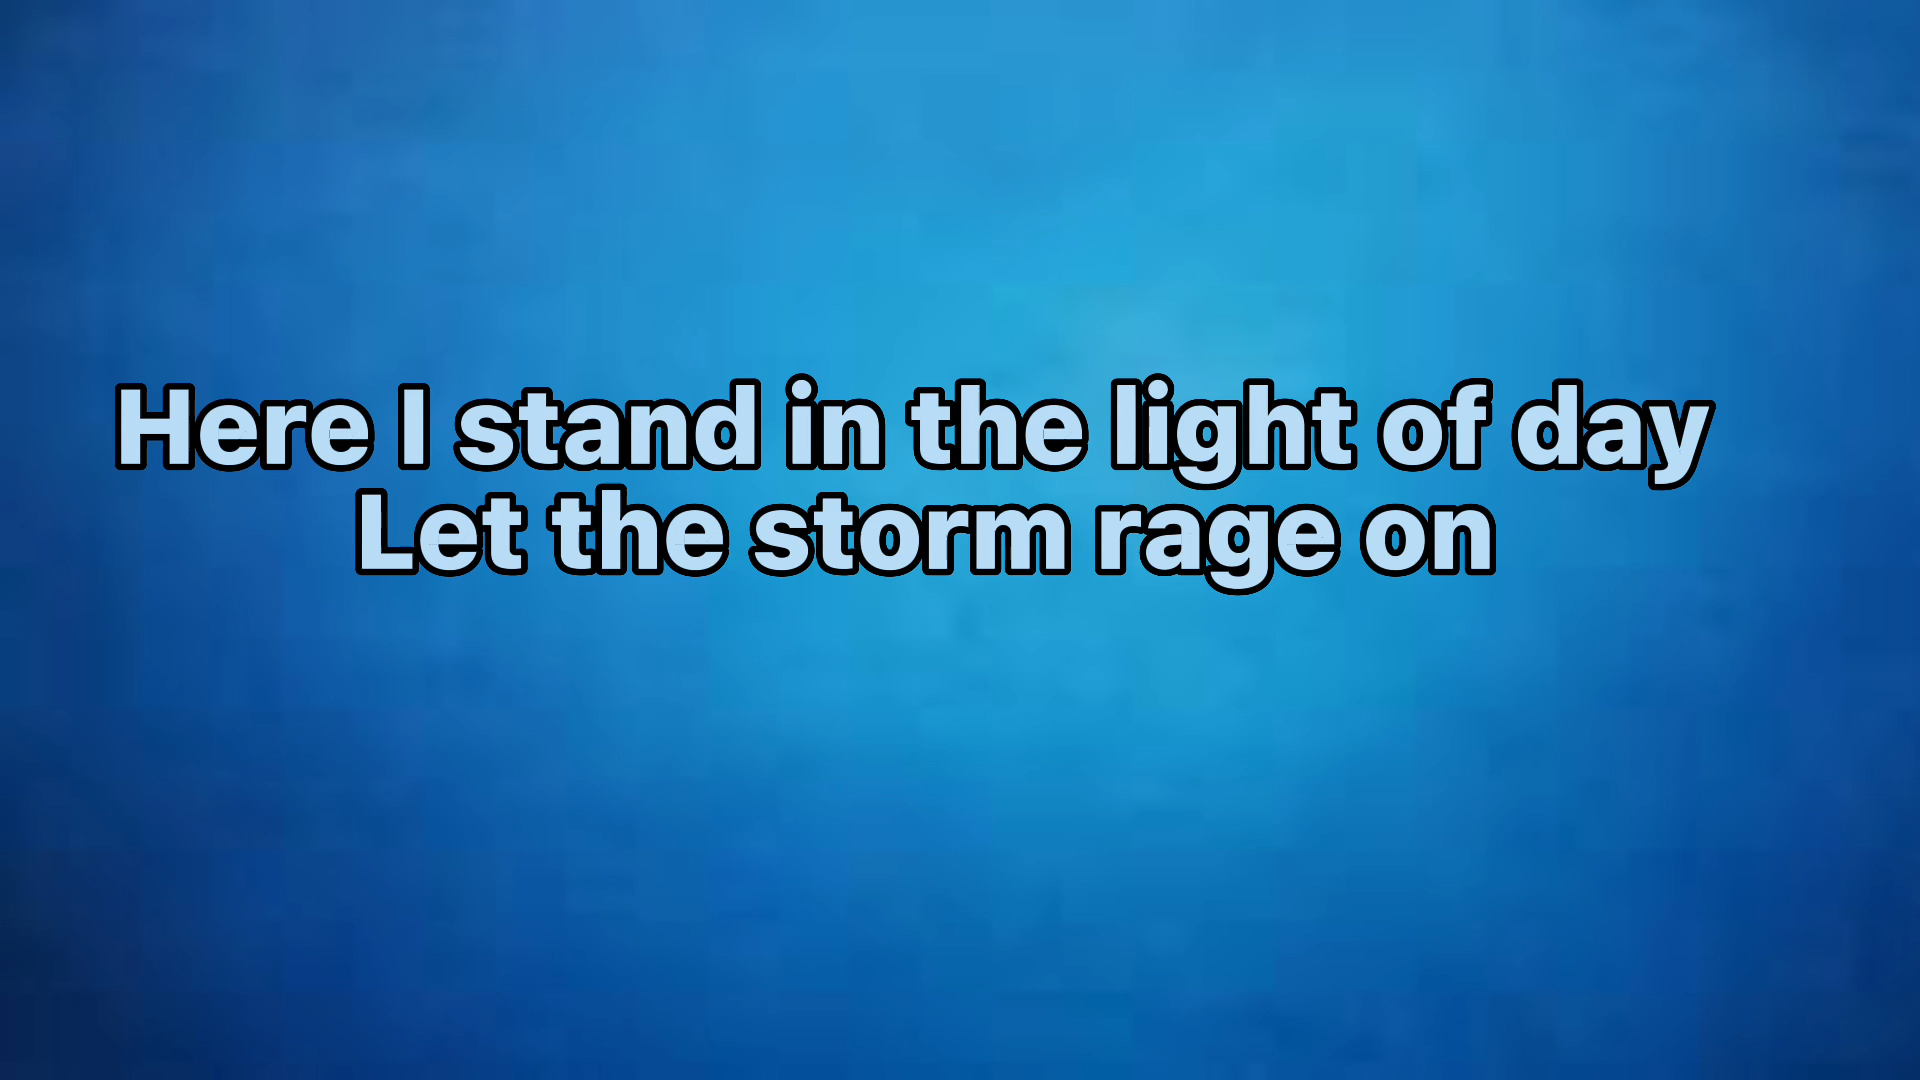 Here I stand in the light of day
Let the storm rage on